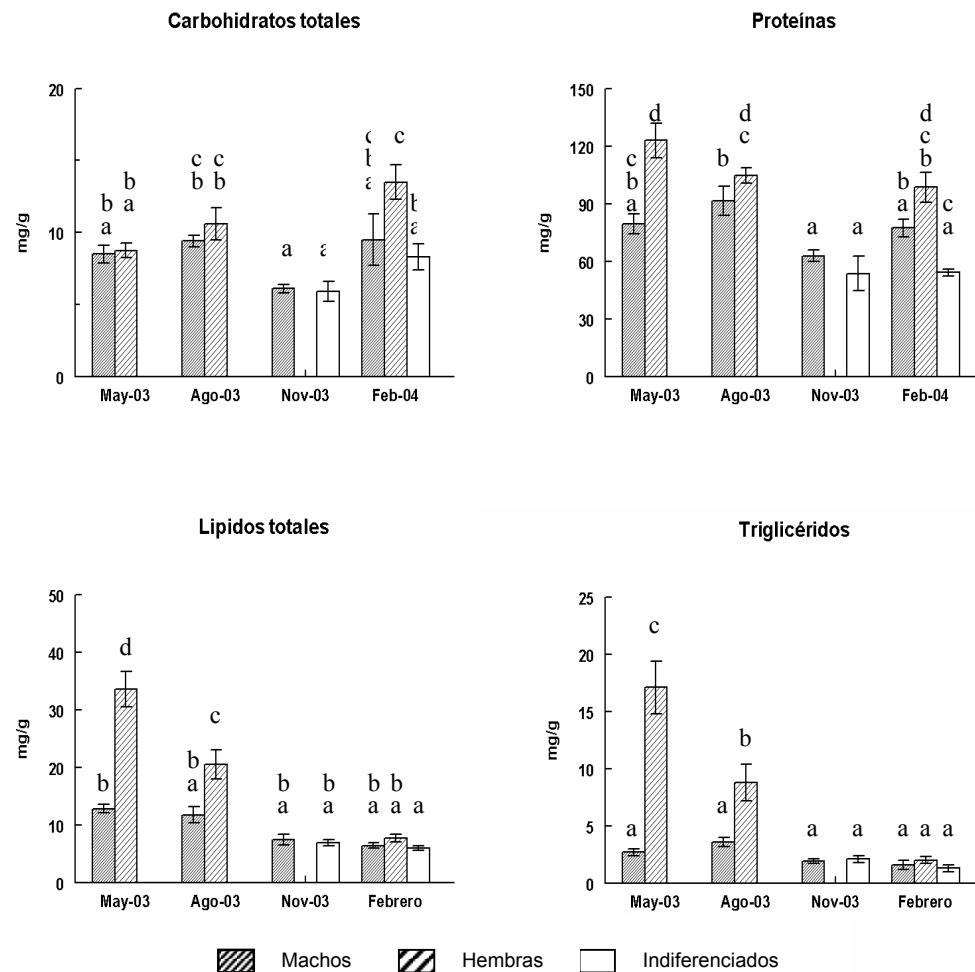 Carbohidratos totales
20
10
0
mg/g
b
a
b
a
c
b
c
b
a
a
c
b
a
c
b
a
May-03 Ago-03 Nov-03 Feb-04
Proteínas
150
120
90
60
30
0
mg/g
c
b
a
d
b
d
c
a
a
b
a
d
c
b
c
a
May-03 Ago-03 Nov-03 Feb-04
Lipidos totales
50
40
30
20
10
0
mg/g
b
d
b
a
c
b
a
b
a
b
a
b
a
a
May-03 Ago-03 Nov-03 Febrero
Triglicéridos
25
20
15
10
5
0
mg/g
a
c
a
b
a
a
a
a
a
May-03 Ago-03 Nov-03 Febrero
Machos Hembras Indiferenciados